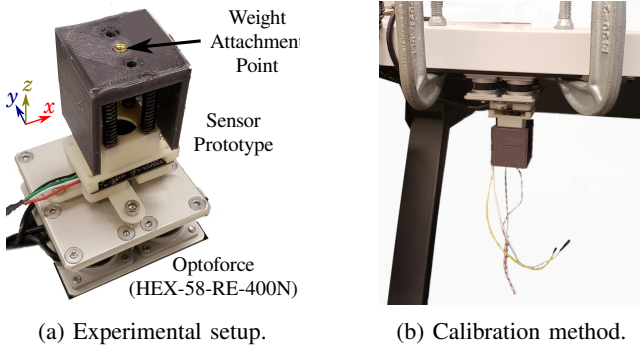 Weight
Attachment
Point
z
y
x
Sensor
Prototype
Optoforce
(HEX-58-RE-400N)
(a) Experimental setup.
(b) Calibration method.